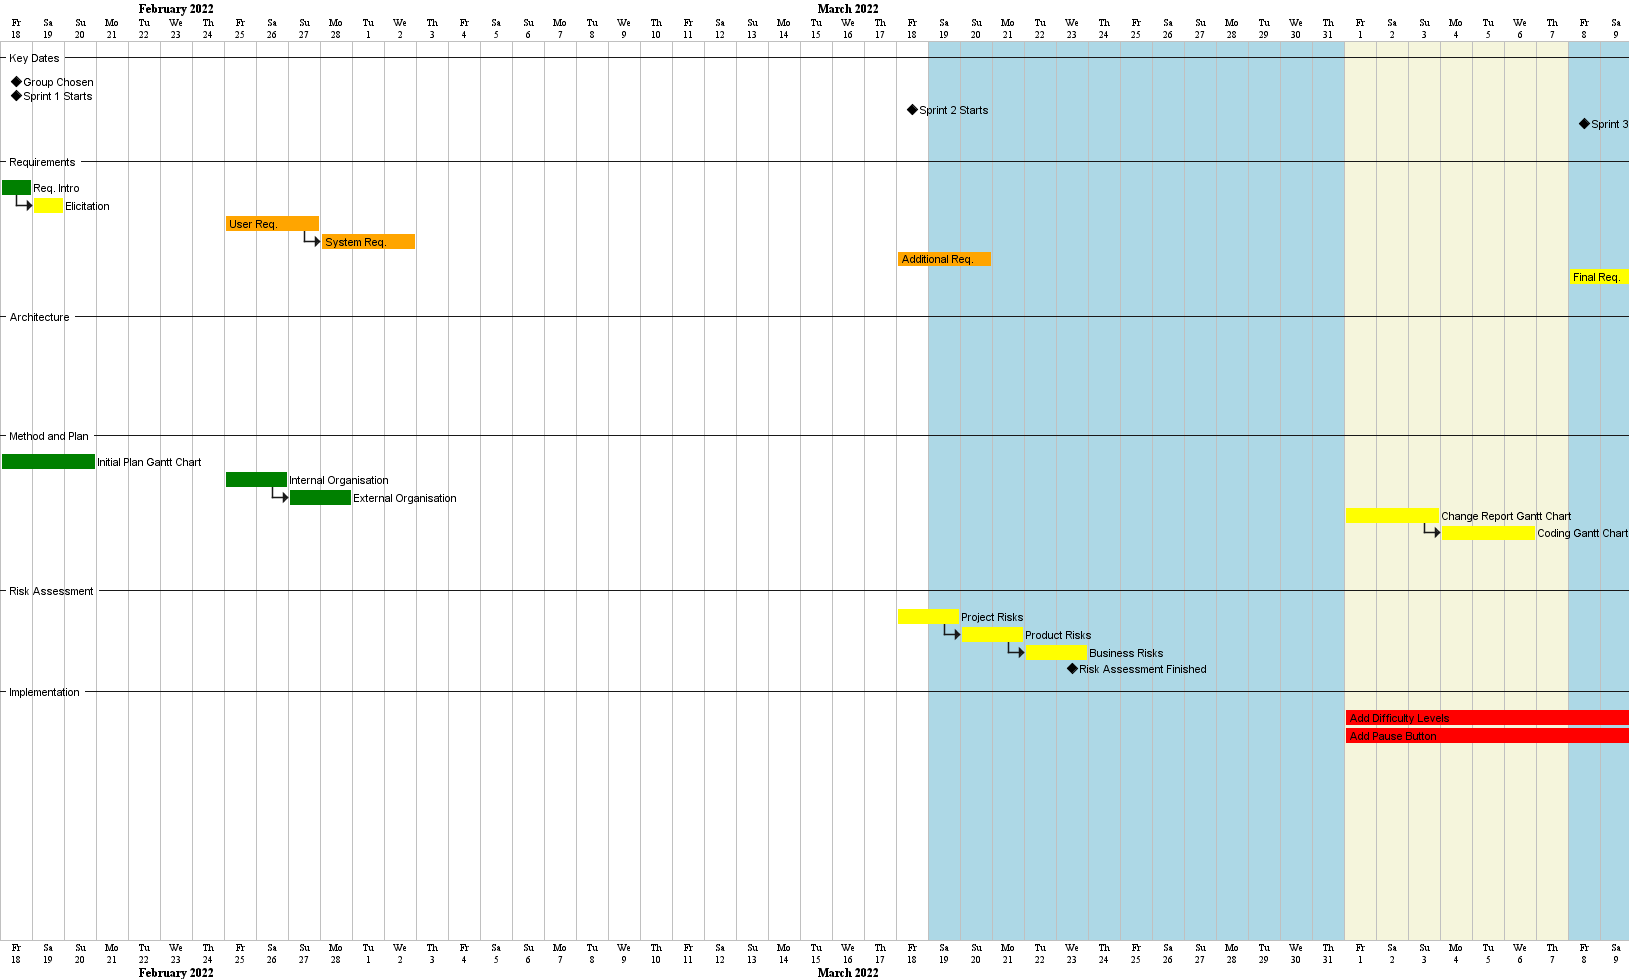 February 2022 March 2022
Fr Sa Su Mo Tu We Th Fr Sa Su Mo Tu We Th Fr Sa Su Mo Tu We Th Fr Sa Su Mo Tu We Th Fr Sa Su Mo Tu We Th Fr Sa Su Mo Tu We Th Fr Sa Su Mo Tu We Th Fr Sa
18 19 20 21 22 23 24 25 26 27 28 1 2 3 4 5 6 7 8 9 10 11 12 13 14 15 16 17 18 19 20 21 22 23 24 25 26 27 28 29 30 31 1 2 3 4 5 6 7 8 9
Key Dates
Group Chosen
Sprint 1 Starts
Sprint 2 Starts
Sprint 3
Requirements
Req. Intro
Elicitation
User Req.
System Req.
Additional Req.
Final Req.
Architecture
Method and Plan
Initial Plan Gantt Chart
Internal Organisation
External Organisation
Change Report Gantt Chart
Coding Gantt Chart
Risk Assessment
Project Risks
Product Risks
Business Risks
Risk Assessment Finished
Implementation
Add Difficulty Levels
Add Pause Button
Fr Sa Su Mo Tu We Th Fr Sa Su Mo Tu We Th Fr Sa Su Mo Tu We Th Fr Sa Su Mo Tu We Th Fr Sa Su Mo Tu We Th Fr Sa Su Mo Tu We Th Fr Sa Su Mo Tu We Th Fr Sa
18 19 20 21 22 23 24 25 26 27 28 1 2 3 4 5 6 7 8 9 10 11 12 13 14 15 16 17 18 19 20 21 22 23 24 25 26 27 28 29 30 31 1 2 3 4 5 6 7 8 9
February 2022 March 2022